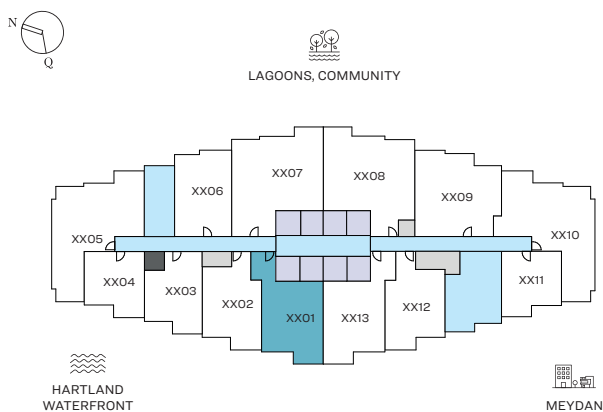 N
Q
LAGOONS, COMMUNITY
XX06
XX07
XX08
XX09
XX05
XX10
XX04
XX03
XX02
XX01
XX13
XX12
XX11
HARTLAND
WATERFRONT
MEYDAN